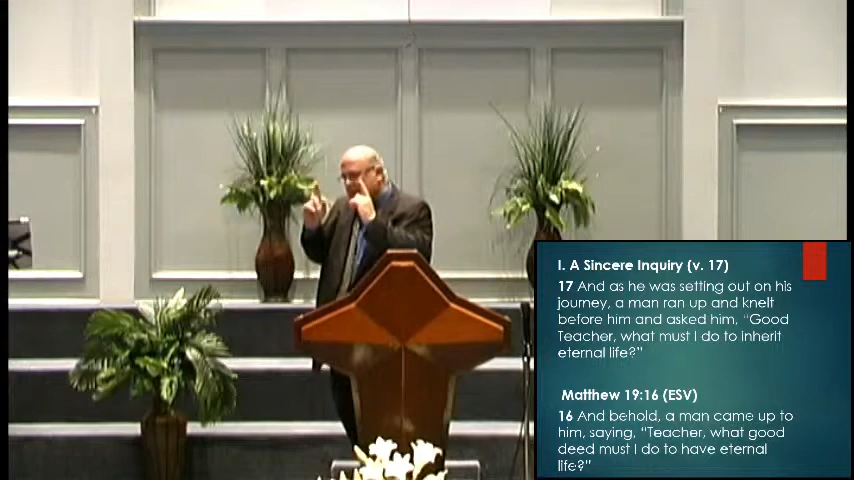 I. A Sincere Inquiry (v. 17)
17 And as he was setting out on his
journey, a man ran up and knelt
before him and asked him, “Good
Teacher, what must I do to inherit
eternal life?”
Matthew 19:16 (ESV)
16 And behold, a man came up to
him, saying, “Teacher, what good
deed must I do to have eternal
life?”